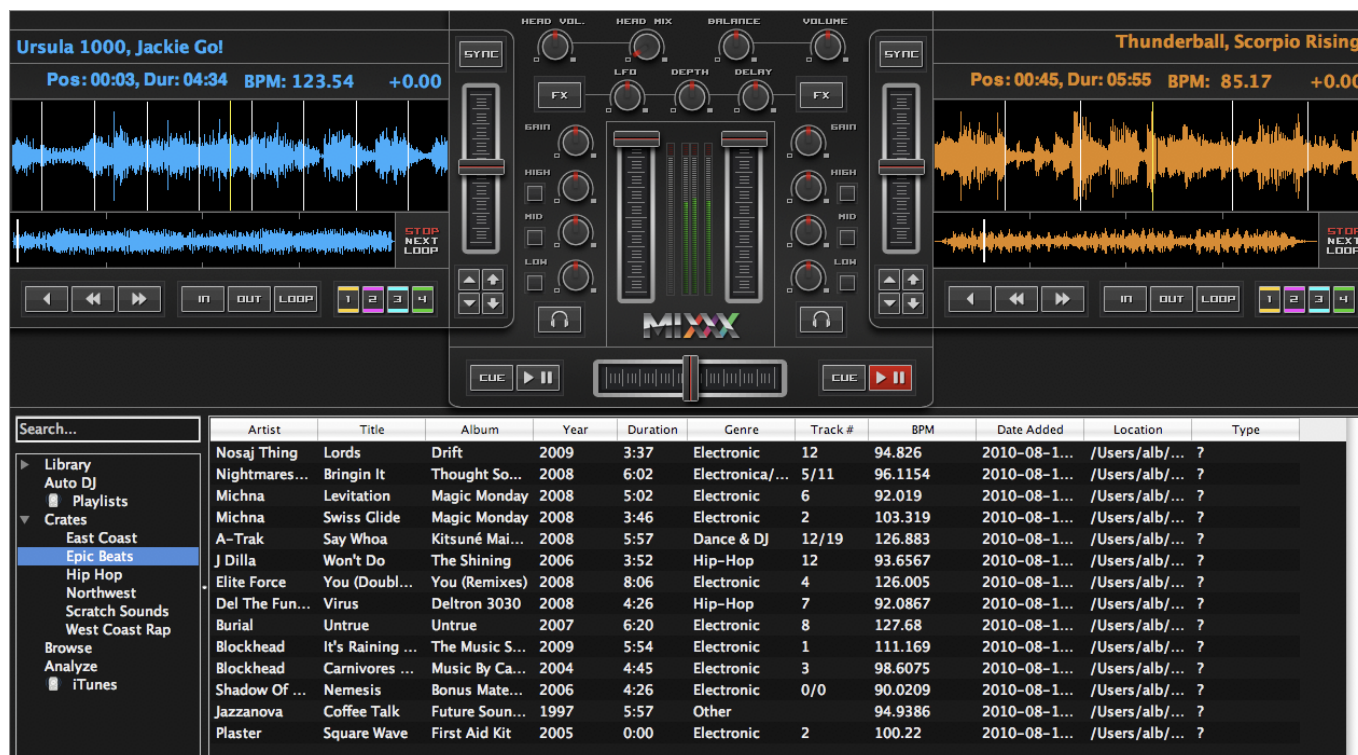 HEAD VOL. HEAD MIX BALANCE VOLUME
Ursula 1000, Jackie Go!
Thunderball, Scorpio Rising
SYNC
SYNC
Pos: 00:03, Dur: 04:34 BPM: 123.54 +0.00
Pos: 00:45, Dur: 05:55 BPM: 85.17 +0.00
LFO DEPTH DELAY
FX FX
GAIN GAIN
HIGH HIGH
MID MID
LOW LOW
STOP
NEXT
LOOP
STOP
NEXT
LOOP
IN OUT LOOP 1 2 3 4
IN OUT LOOP 1 2 3 4
MIXXX
CUE CUE
Search...
Artist Title Album Year Duration Genre Track # BPM Date Added Location Type
Library
Auto DJ
Playlists
Crates
East Coast
Epic Beats
Hip Hop
Northwest
Scratch Sounds
West Coast Rap
Browse
Analyze
iTunes
Nosaj Thing Lords Drift 2009 3:37 Electronic 12 94.826 2010-08-1... /Users/alb/... ?
Nightmares... Bringin It Thought So... 2008 6:02 Electronica/... 5/11 96.1154 2010-08-1... /Users/alb/... ?
Michna Levitation Magic Monday 2008 5:02 Electronic 6 92.019 2010-08-1... /Users/alb/... ?
Michna Swiss Glide Magic Monday 2008 3:46 Electronic 2 103.319 2010-08-1... /Users/alb/... ?
A-Trak Say Whoa Kitsuné Mai... 2008 5:57 Dance & DJ 12/19 126.883 2010-08-1... /Users/alb/... ?
J Dilla Won't Do The Shining 2006 3:52 Hip-Hop 12 93.6567 2010-08-1... /Users/alb/... ?
Elite Force You (Doubl... You (Remixes) 2008 8:06 Electronic 4 126.005 2010-08-1... /Users/alb/... ?
Del The Fun... Virus Deltron 3030 2008 4:26 Hip-Hop 7 92.0867 2010-08-1... /Users/alb/... ?
Burial Untrue Untrue 2007 6:20 Electronic 8 127.68 2010-08-1... /Users/alb/... ?
Blockhead It's Raining ... The Music S... 2009 5:54 Electronic 1 111.169 2010-08-1... /Users/alb/... ?
Blockhead Carnivores ... Music By Ca... 2004 4:45 Electronic 3 98.6075 2010-08-1... /Users/alb/... ?
Shadow Of ... Nemesis Bonus Mate... 2006 4:26 Electronic 0/0 90.0209 2010-08-1... /Users/alb/... ?
Jazzanova Coffee Talk Future Soun... 1997 5:57 Other 94.9386 2010-08-1... /Users/alb/... ?
Plaster Square Wave First Aid Kit 2005 0:00 Electronic 2 100.22 2010-08-1... /Users/alb/... ?